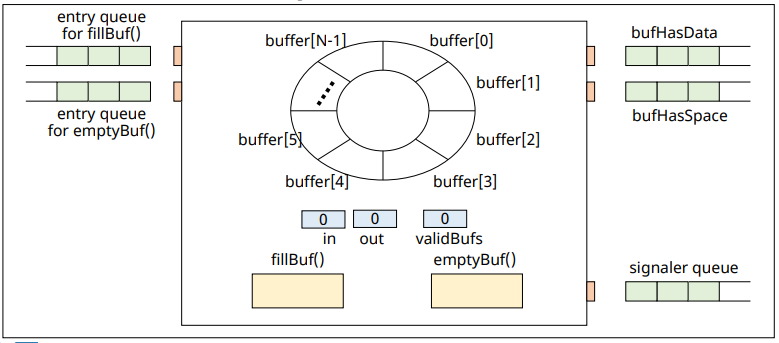 entry queue
for fillBuf()
entry queue
for emptyBuf()
buffer[N-1]
buffer[0]
buffer[1]
buffer[2]
buffer[3]
buffer[4]
buffer[5]
bufHasData
bufHasSpace
0
0
0
in
out
validBufs
fillBuf()
emptyBuf()
signaler queue